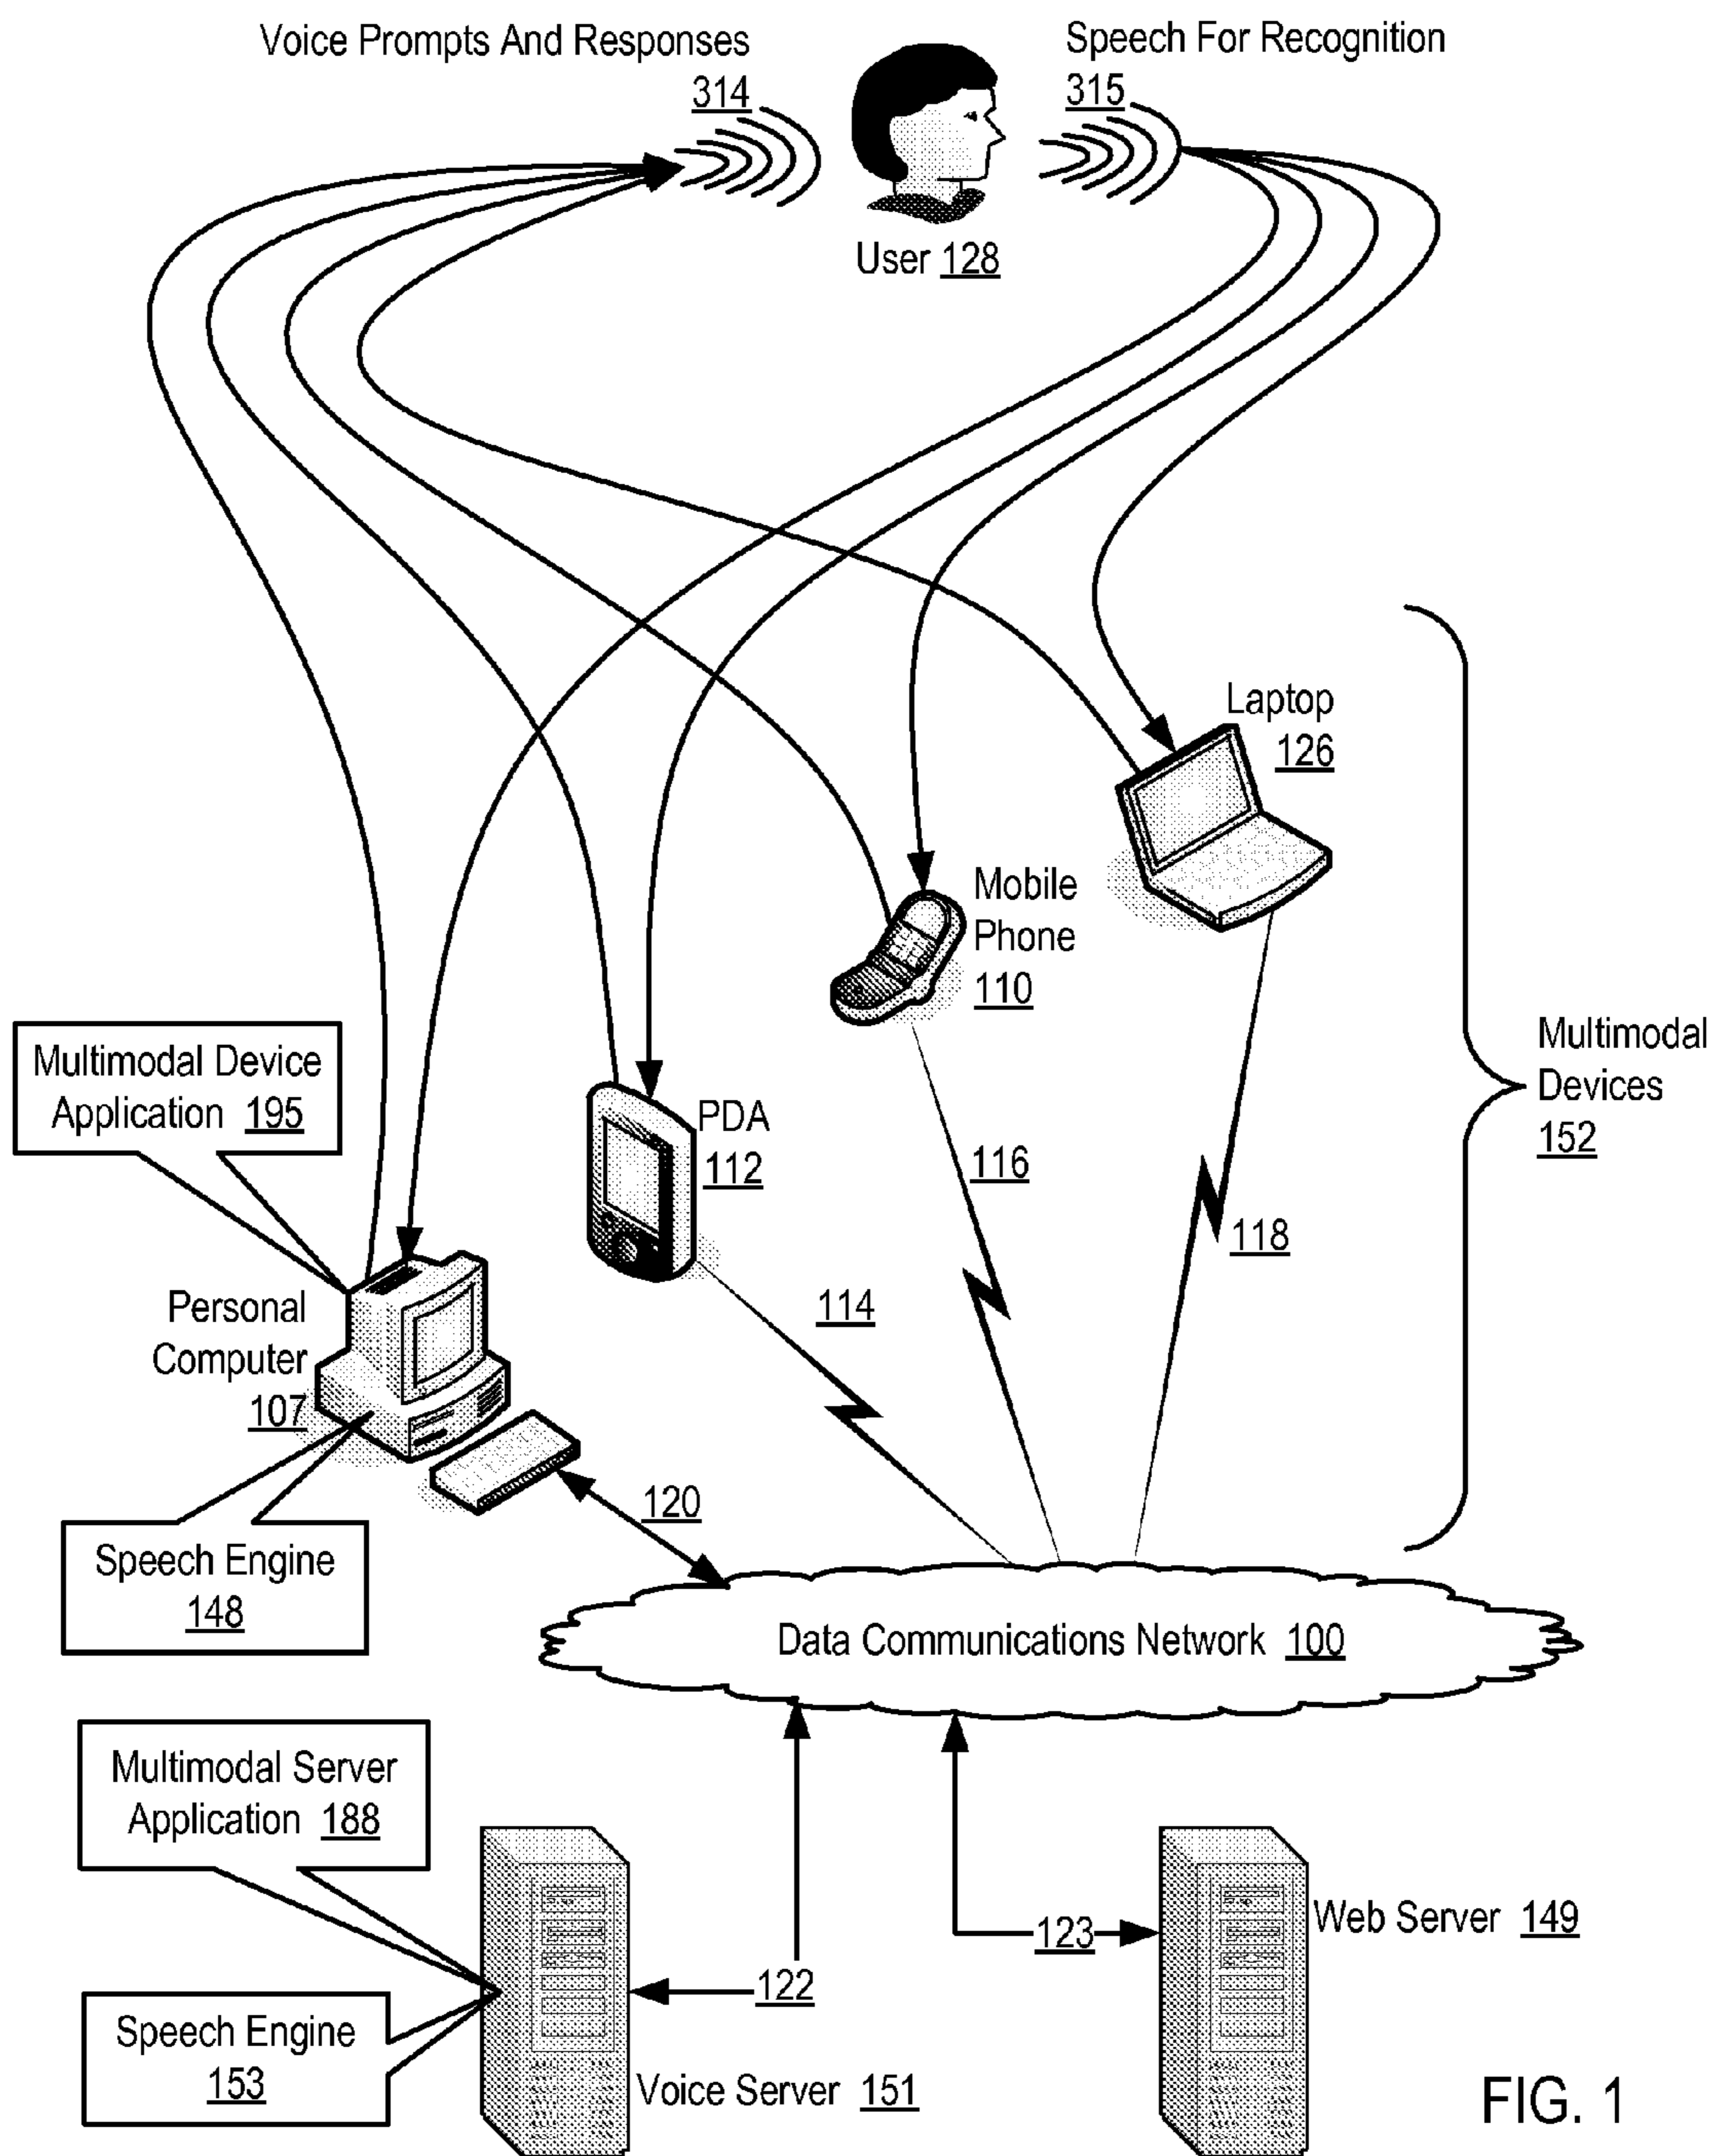 Voice Prompts And Responses
314
Speech For Recognition
315
User 128
Laptop
126
Mobile
Phone
110
Multimodal
Devices
152
Multimodal Device
Application 195
PDA
112
116
118
114
Personal
Computer
107
120
Speech Engine
148
Data Communications Network 100
Multimodal Server
Application 188
Web Server 149
123
122
Speech Engine
153
Voice Server 151
FIG. 1